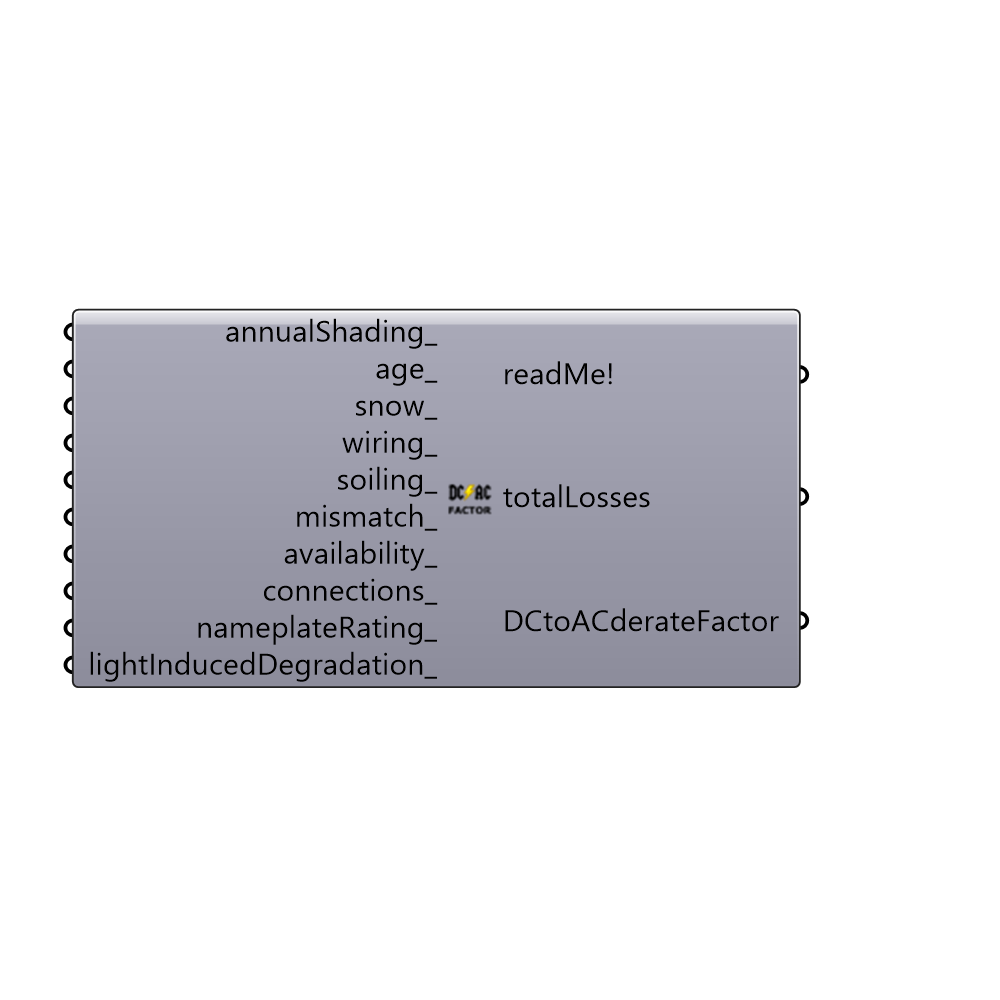 annualShading_
age_
snow_
wiring_
soiling_
mismatch_
availability_
connections_
nameplateRating_
lightInducedDegradation_
DC AC
FACTOR
readMe!
totalLosses
DCtoACderateFactor